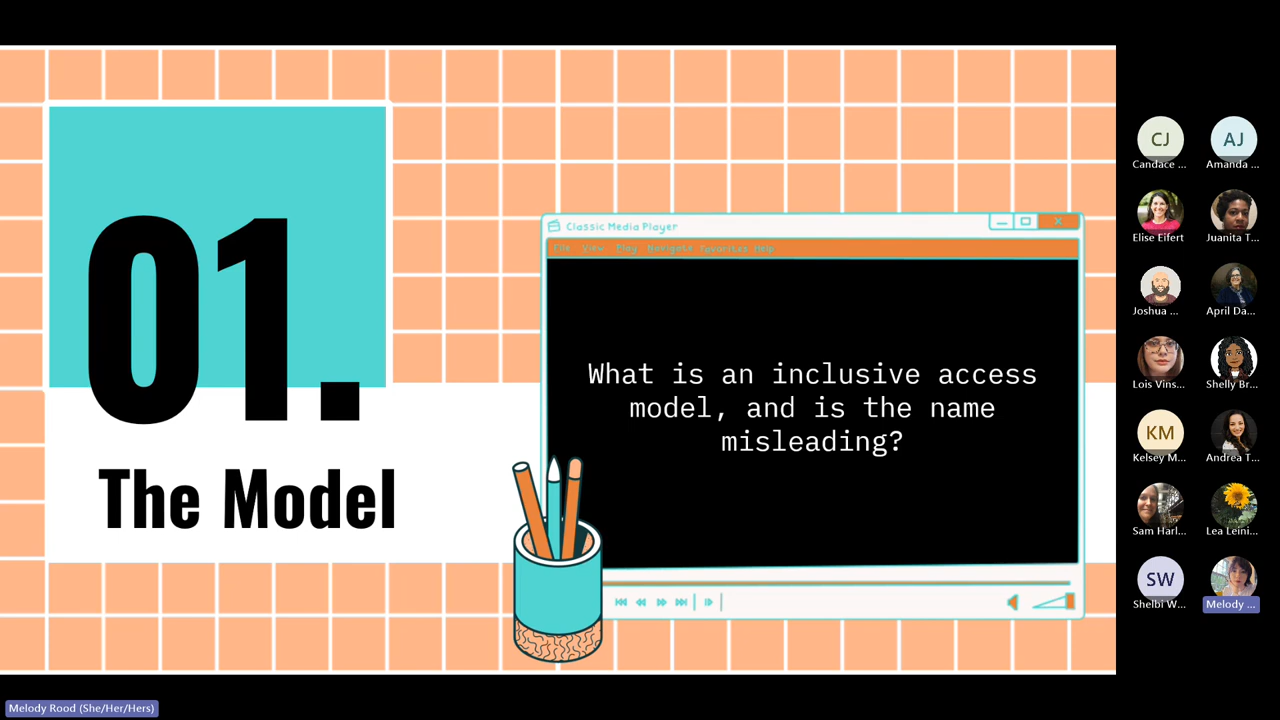 01.
The Model
Classic Media Player
File View Play Navigate Favorites Help
What is an inclusive access
model, and is the name
misleading?
CJ
Candace ...
AJ
Amanda ...
Elise Eifert
Juanita T...
Joshua ...
April Da...
Lois Vins...
Shelly Br...
KM
Kelsey M...
Andrea T...
Sam Harl...
Lea Leini...
SW
Shelbi W...
Melody ...
Melody Rood (She/Her/Hers)